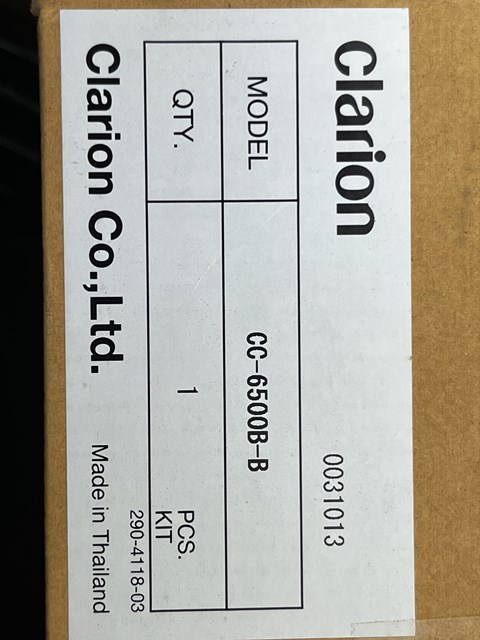 Clarion
0031013
MODEL CC-6500B-B
QTY. 1 PCS.
KIT
290-4118-03
Clarion Co.,Ltd. Made in Thailand